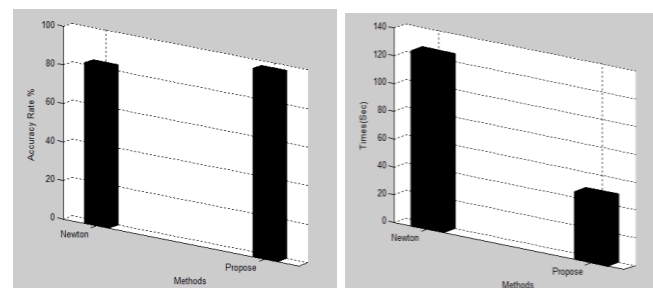 100
80
60
40
20
0
Accuracy Rate %
Newton
Propose
Methods
140
120
100
80
60
40
20
0
Times(Sec)
Newton
Propose
Methods